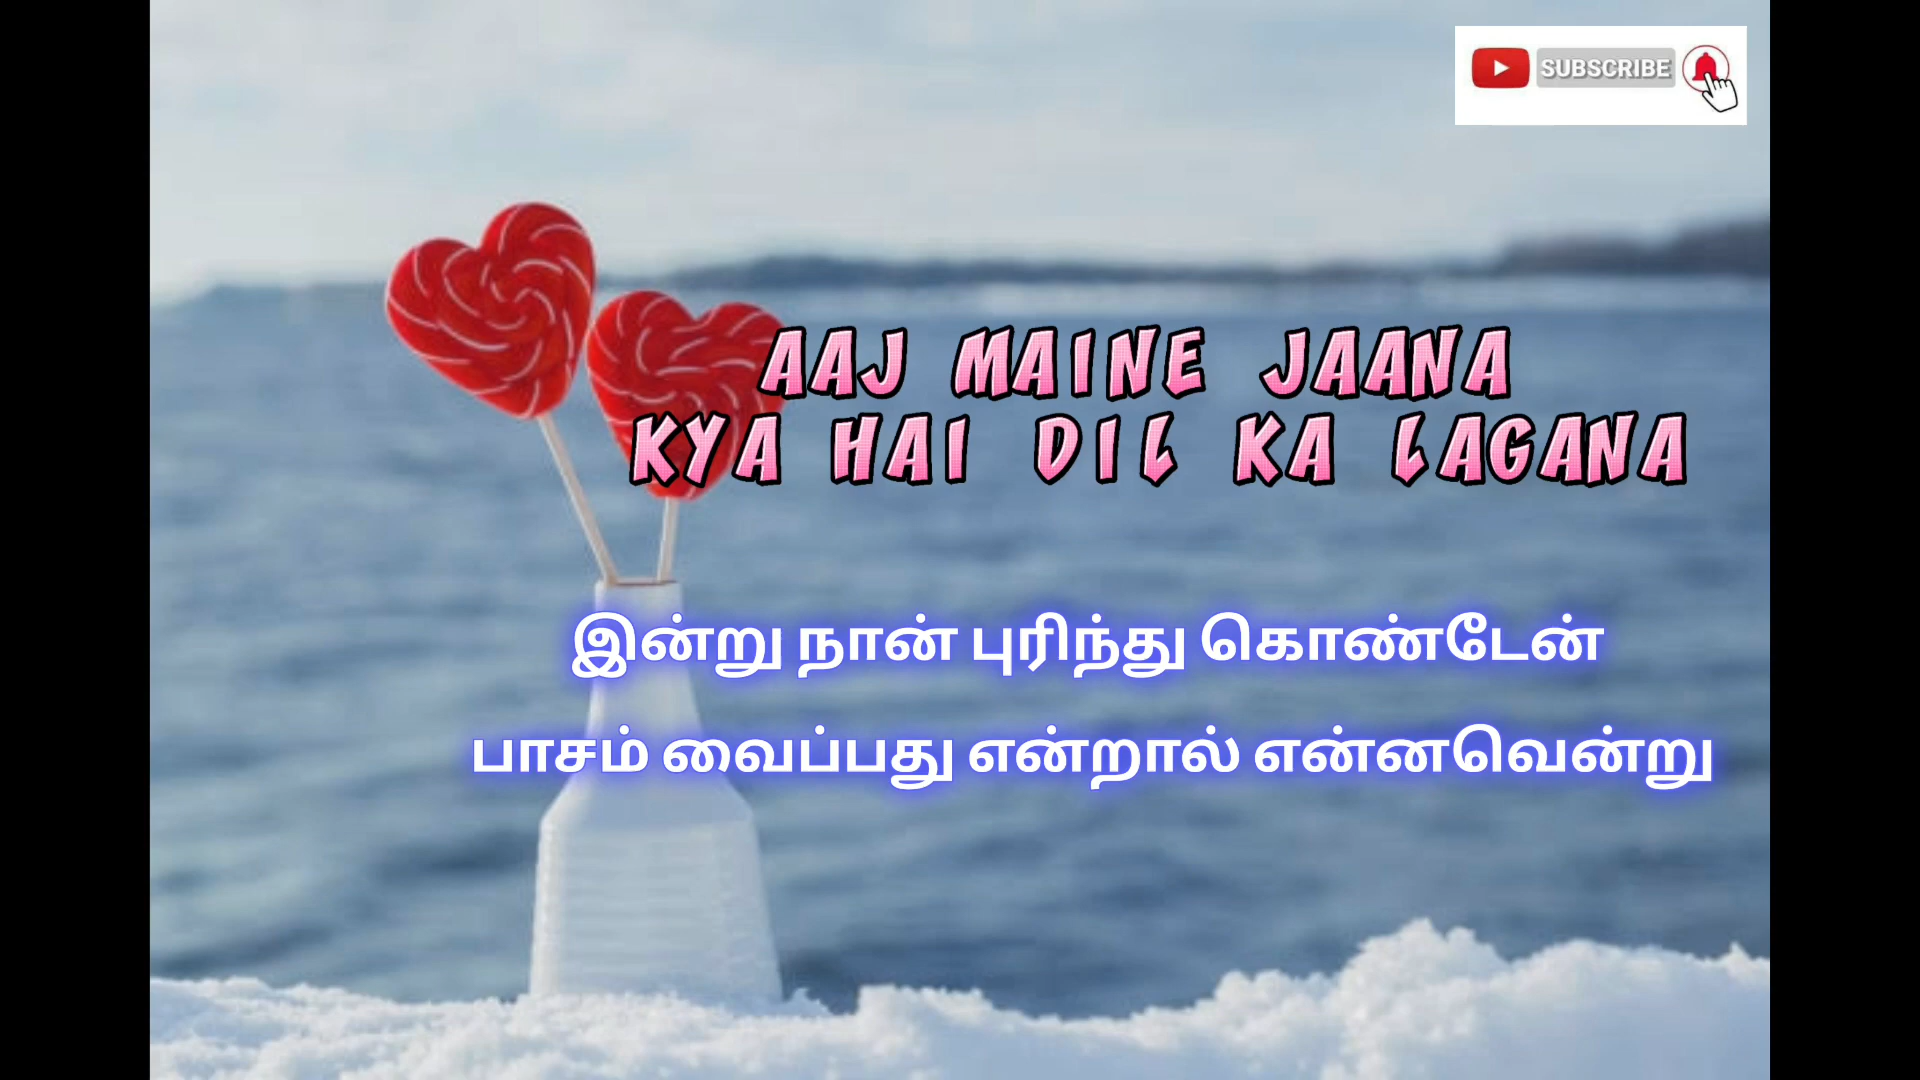 SUBSCRIBE
AAJ MAINE JAANA
KYA HAI DIL KA LAGANA
இன்று நான் புரிந்து கொண்டேன்
பாசம் வைப்பது என்றால் என்னவென்று